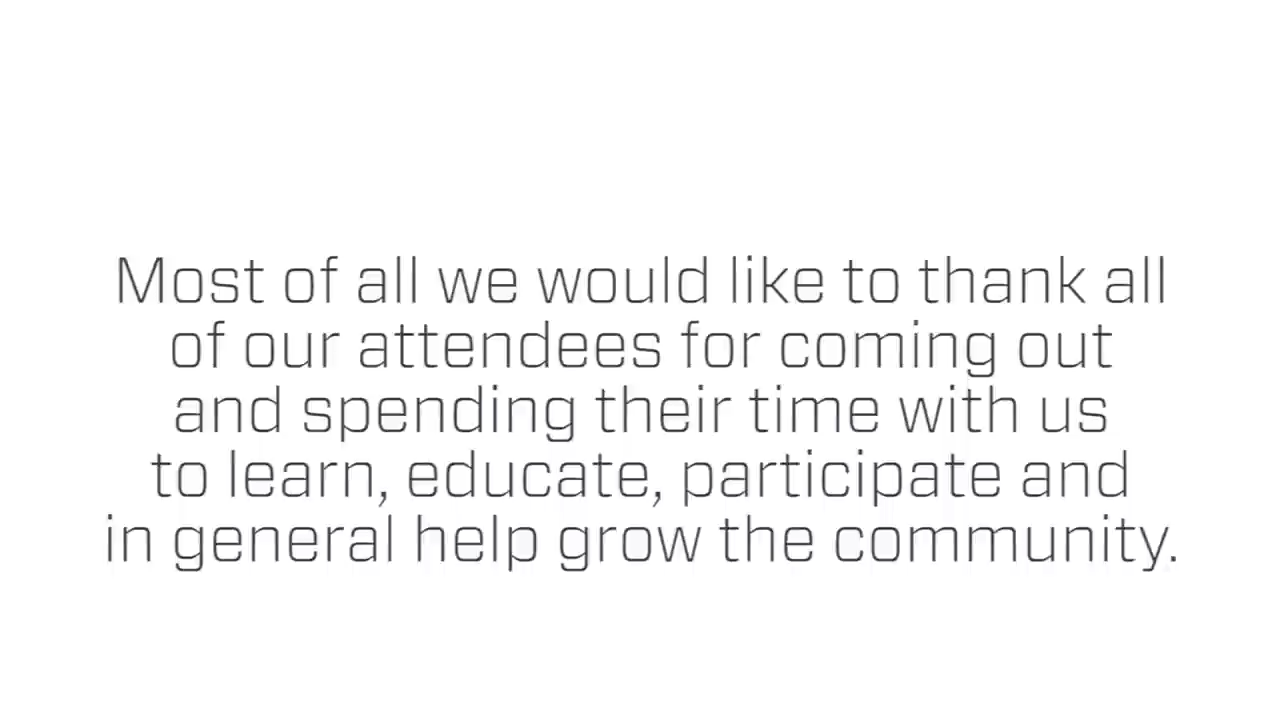 Most of all we would like to thank all
of our attendees for coming out
and spending their time with us
to learn, educate, participate and
in general help grow the community.